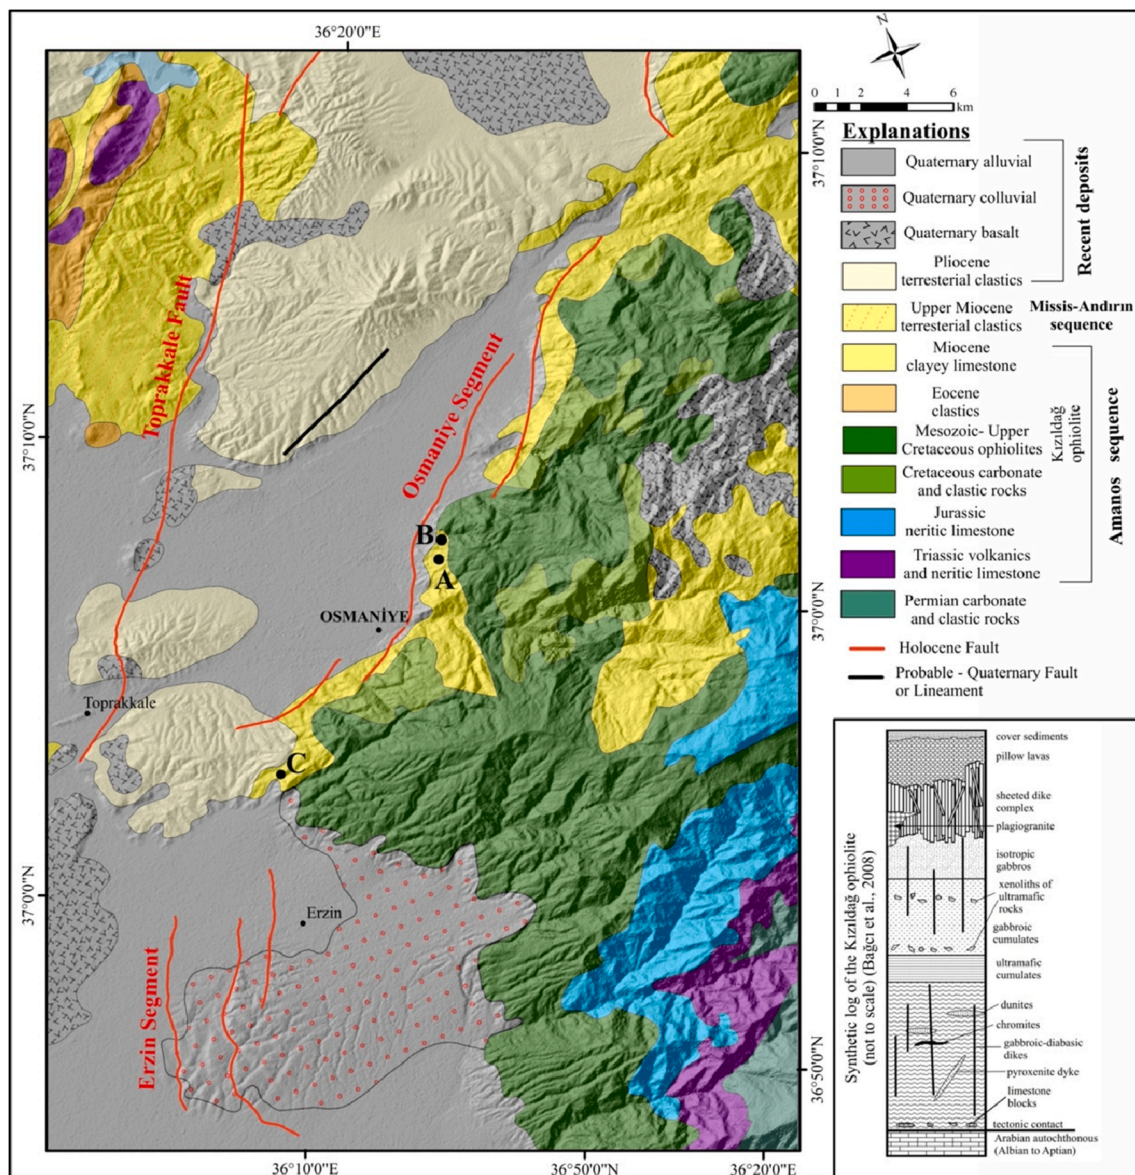 36°20'0"E
N
0 1 2 4 6
km
37°10'0"N
Explanations
Quaternary alluvial
Quaternary colluvial
Quaternary basalt
Pliocene
terresterial clastics
Recent deposits
Upper Miocene
terresterial clastics
Missis-Andırın
sequence
Miocene
clayey limestone
Eocene
clastics
Mesozoic- Upper
Cretaceous ophiolites
Kızıldağ
ophiolite
Cretaceous carbonate
and clastic rocks
Jurassic
neritic limestone
Triassic volkanics
and neritic limestone
Amanos sequence
Permian carbonate
and clastic rocks
Holocene Fault
Probable - Quaternary Fault
or Lineament
Toprakkale Fault
Osmaniye Segment
37°10'0"N
B
A
OSMANİYE
37°0'0"N
Toprakkale
C
37°0'0"N
Erzin
Erzin Segment
36°50'0"N
36°10'0"E
36°50'0"N
36°20'0"E
Synthetic log of the Kızıldağ ophiolite
(not to scale) (Bağcı et al., 2008)
cover sediments
pillow lavas
sheeted dike
complex
plagiogranite
isotropic
gabbros
xenoliths of
ultramafic
rocks
gabbroic
cumulates
ultramafic
cumulates
dunites
chromites
gabbroic-diabasic
dikes
pyroxenite dyke
limestone
blocks
tectonic contact
Arabian autochthonous
(Albian to Aptian)